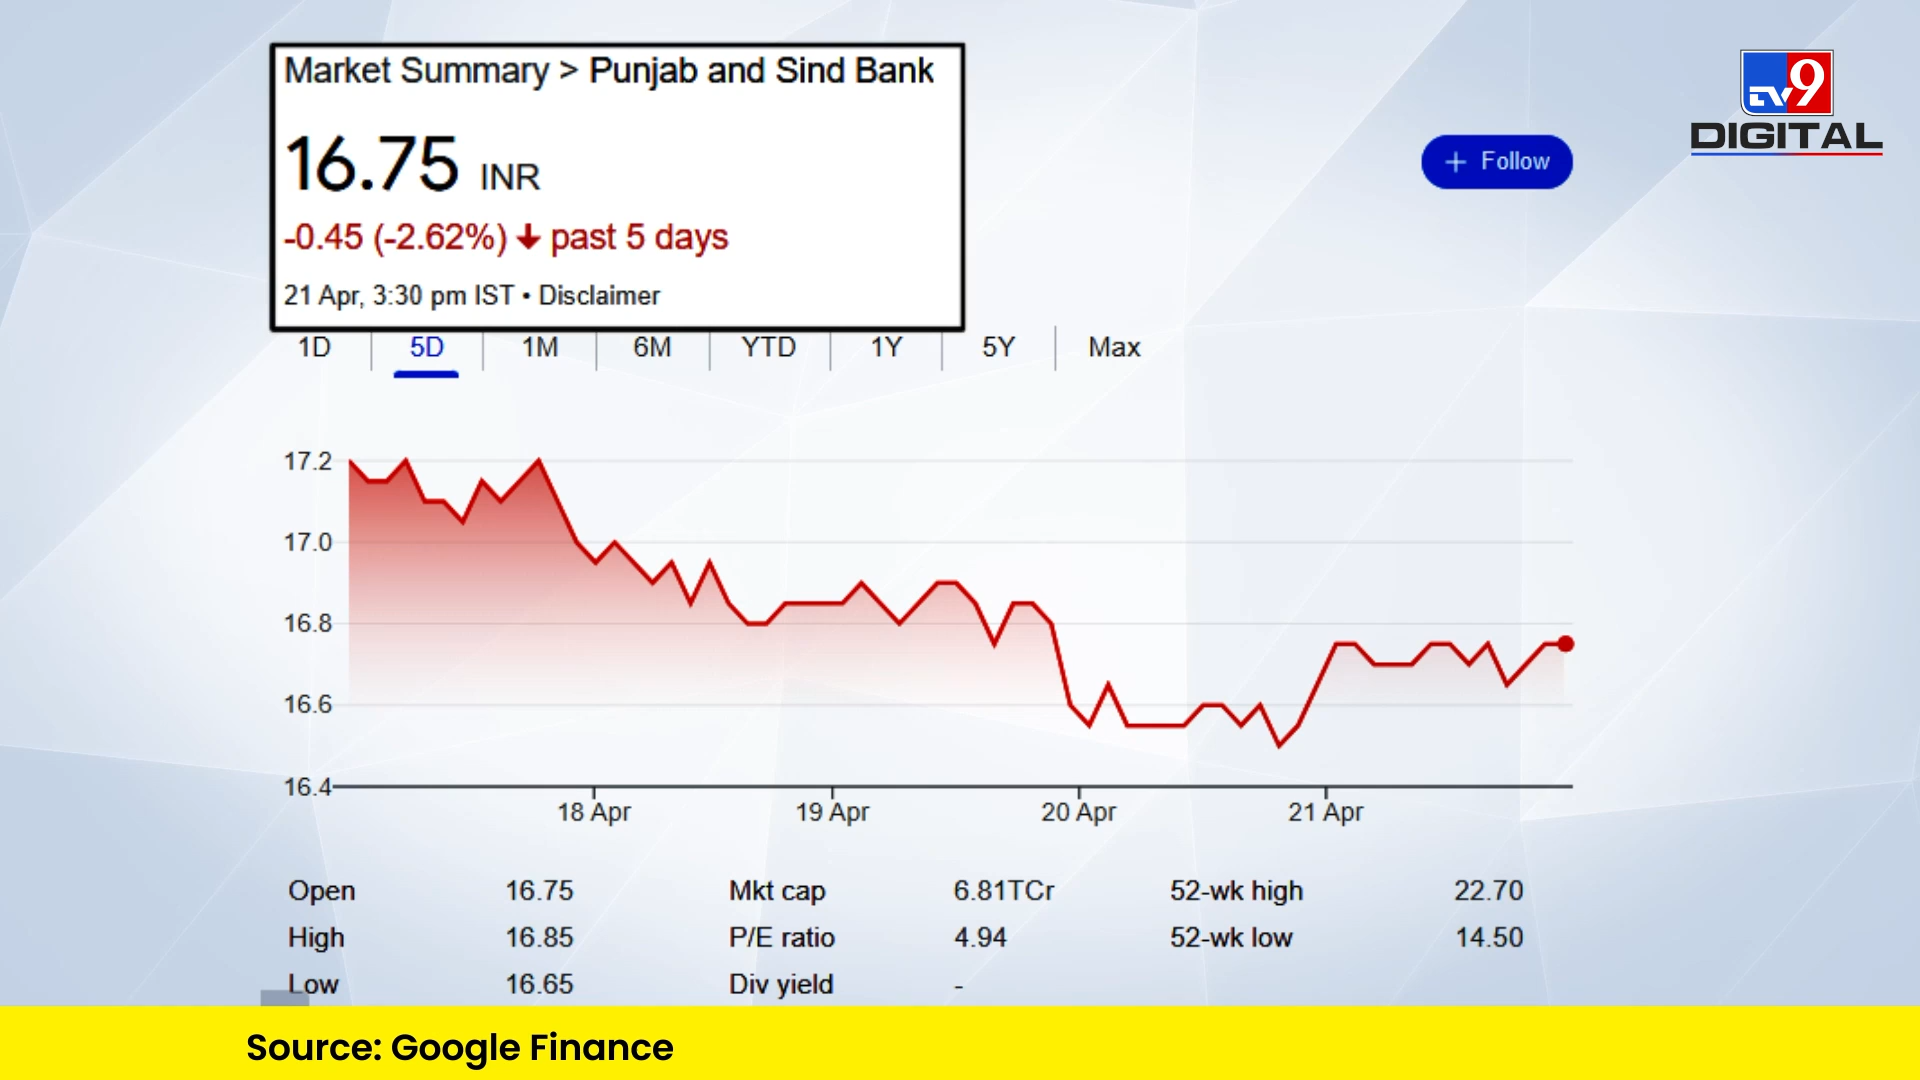 Market Summary > Punjab and Sind Bank
TV9
DIGITAL
16.75 INR
+ Follow
-0.45 (-2.62%) ↓ past 5 days
21 Apr, 3:30 pm IST • Disclaimer
1D 5D 1M 6M YTD 1Y 5Y Max
17.2
17.0
16.8
16.6
16.4
18 Apr 19 Apr 20 Apr 21 Apr
Open 16.75 Mkt cap 6.81TCr 52-wk high 22.70
High 16.85 P/E ratio 4.94 52-wk low 14.50
Low 16.65 Div yield -
Source: Google Finance